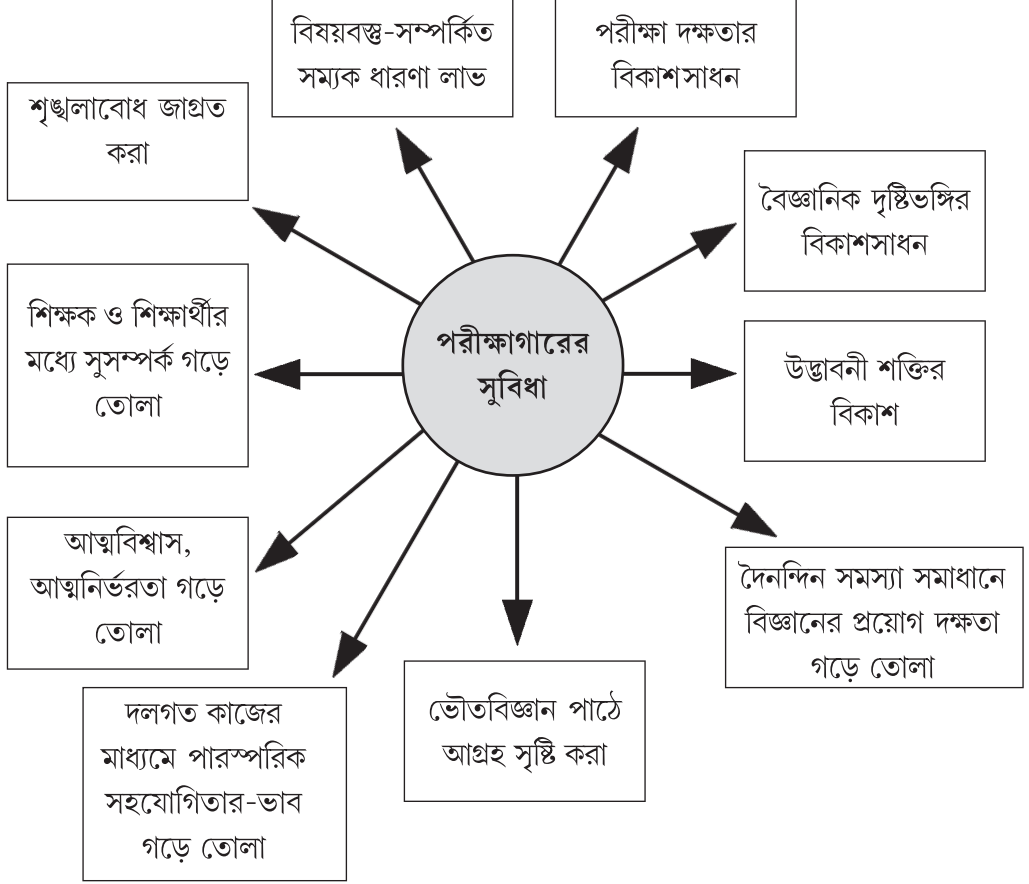 বিষয়বস্তু-সম্পর্কিত
সম্যক ধারণা লাভ
পরীক্ষা দক্ষতার
বিকাশসাধন
শৃঙ্খলাবোধ জাগ্রত
করা
বৈজ্ঞানিক দৃষ্টিভঙ্গির
বিকাশসাধন
শিক্ষক ও শিক্ষার্থীর
মধ্যে সুসম্পর্ক গড়ে
তোলা
পরীক্ষাগারের
সুবিধা
উদ্ভাবনী শক্তির
বিকাশ
আত্মবিশ্বাস,
আত্মনির্ভরতা গড়ে
তোলা
দৈনন্দিন সমস্যা সমাধানে
বিজ্ঞানের প্রয়োগ দক্ষতা
গড়ে তোলা
দলগত কাজের
মাধ্যমে পারস্পরিক
সহযোগিতার-ভাব
গড়ে তোলা
ভৌতবিজ্ঞান পাঠে
আগ্রহ সৃষ্টি করা